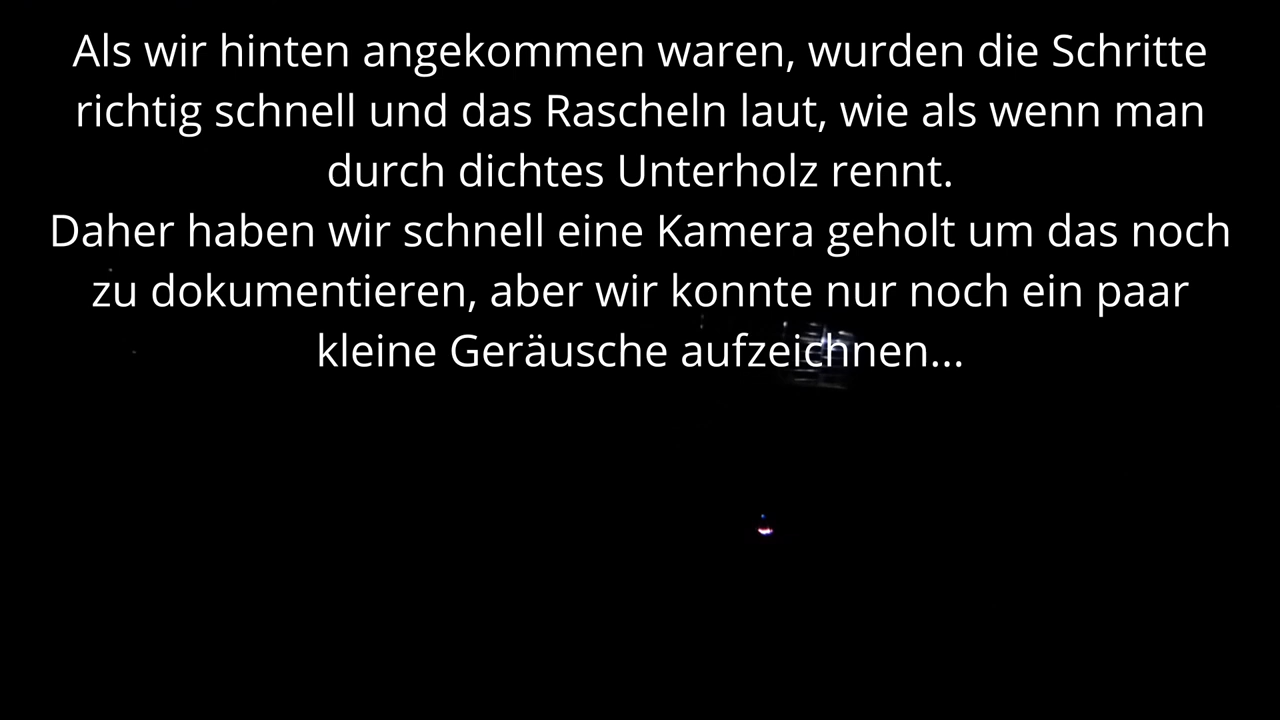 Als wir hinten angekommen waren, wurden die Schritte
richtig schnell und das Rascheln laut, wie als wenn man
durch dichtes Unterholz rennt.
Daher haben wir schnell eine Kamera geholt um das noch
zu dokumentieren, aber wir konnte nur noch ein paar
kleine Geräusche aufzeichnen...